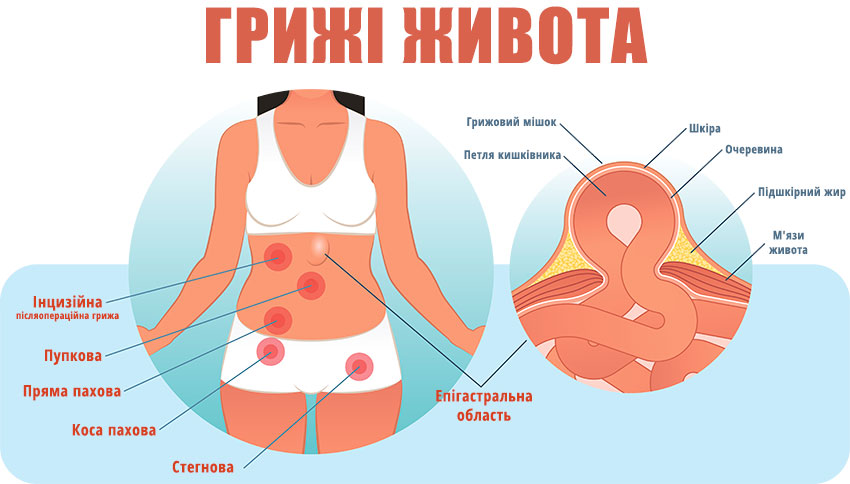 ГРИЖІ ЖИВОТА
Грижовий мішок
Петля кишківника
Шкіра
Очеревина
Підшкірний жир
М'язи
живота
Інцизійна
післяопераційна грижа
Пупкова
Пряма пахова
Коса пахова
Стегнова
Епігастральна
область